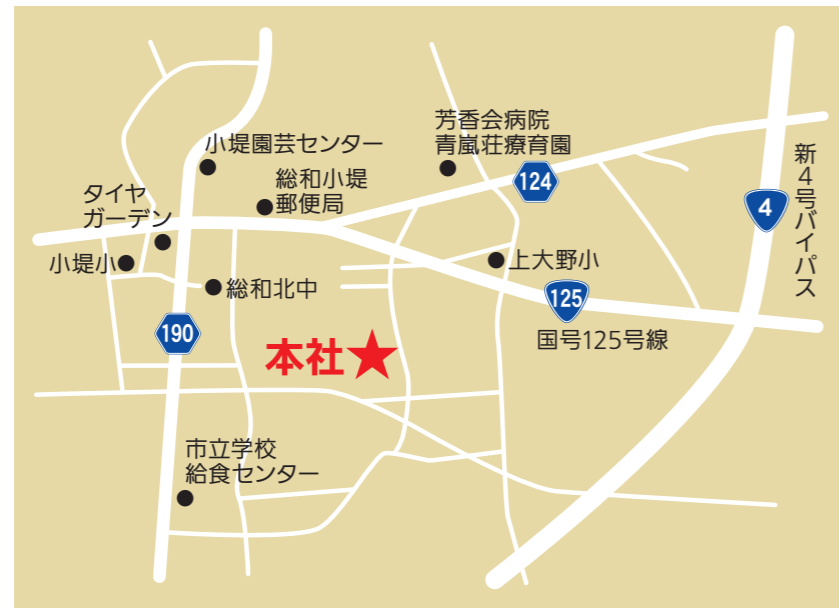 小堤園芸センター
芳香会病院
青嵐荘療育園
124
総和小堤
郵便局
新4号バイパス
タイヤ
ガーデン
4
小堤小
上大野小
総和北中
125
国号125号線
190
本社★
市立学校
給食センター